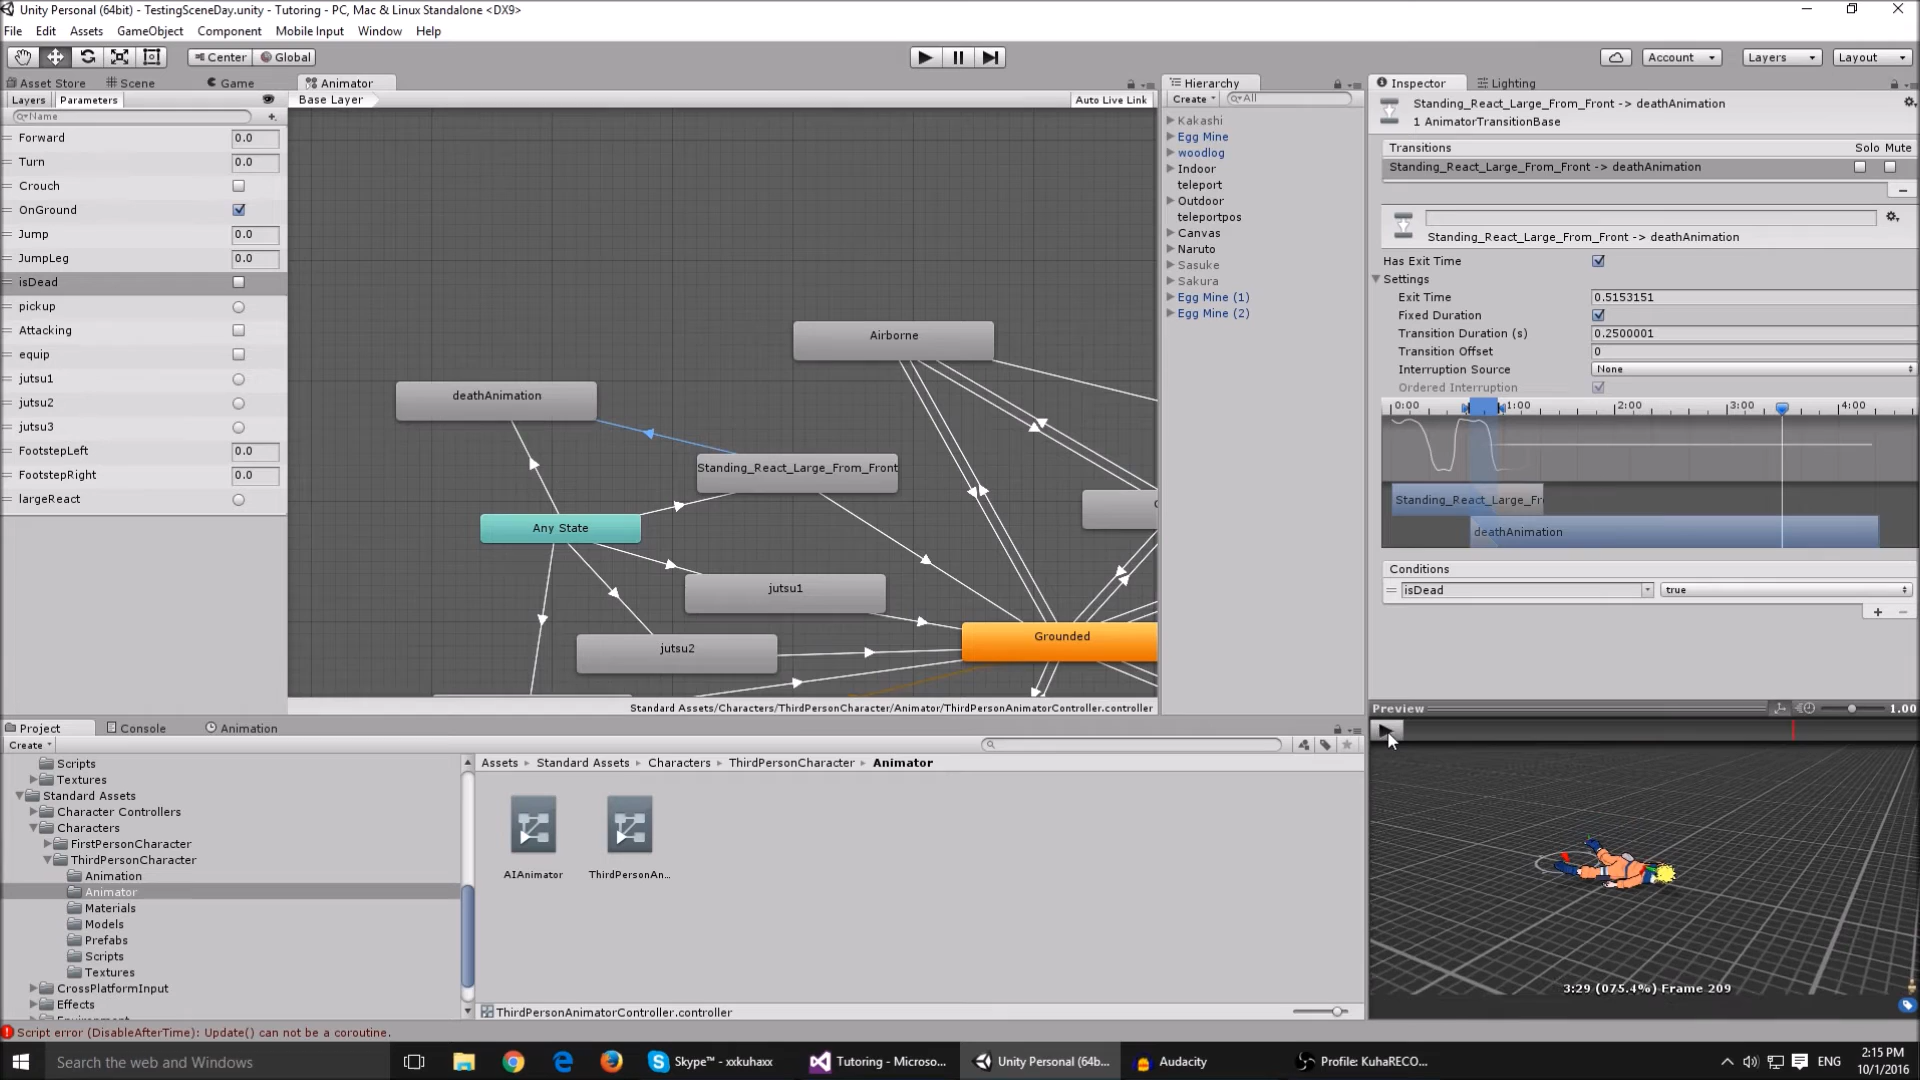 Unity Personal (64bit) - TestingSceneDay.unity - Tutoring - PC, Mac & Linux Standalone <DX9>
File Edit Assets GameObject Component Mobile Input Window Help
Center Global Account Layers Layout
Asset Store Scene Game Animator
Layers Parameters
Name
Base Layer Auto Live Link
Forward 0.0
Turn 0.0
Crouch
OnGround
Jump 0.0
JumpLeg 0.0
isDead
pickup
Attacking
equip
jutsu1
jutsu2
jutsu3
FootstepLeft 0.0
FootstepRight 0.0
largeReact
Airborne
deathAnimation
Standing_React_Large_From_Front
Any State
jutsu1
Grounded
jutsu2
Standard Assets/Characters/ThirdPersonCharacter/Animator/ThirdPersonAnimatorController.controller
Hierarchy
Create All
Kakashi
Egg Mine
woodlog
Indoor
teleport
Outdoor
teleportpos
Canvas
Naruto
Sasuke
Sakura
Egg Mine (1)
Egg Mine (2)
Inspector Lighting
Standing_React_Large_From_Front -> deathAnimation
1 AnimatorTransitionBase
Transitions Solo Mute
Standing_React_Large_From_Front -> deathAnimation
Standing_React_Large_From_Front -> deathAnimation
Has Exit Time
Settings
Exit Time 0.5153151
Fixed Duration
Transition Duration (s) 0.2500001
Transition Offset 0
Interruption Source None
Ordered Interruption
0:00 1:00 2:00 3:00 4:00
Standing_React_Large_Fr
deathAnimation
Conditions
isDead true
Preview 1.00
3:29 (075.4%) Frame 209
Project Console Animation
Create
Scripts
Textures
Standard Assets
Character Controllers
Characters
FirstPersonCharacter
ThirdPersonCharacter
Animation
Animator
Materials
Models
Prefabs
Scripts
Textures
CrossPlatformInput
Effects
Assets Standard Assets Characters ThirdPersonCharacter Animator
AIAnimator ThirdPersonAn...
ThirdPersonAnimatorController.controller
Script error (DisableAfterTime): Update() can not be a coroutine.
Search the web and Windows
Skype™ - xxkuhaxx
Tutoring - Microso...
Unity Personal (64b...
Audacity
Profile: KuhaRECO...
ENG
2:15 PM
10/1/2016